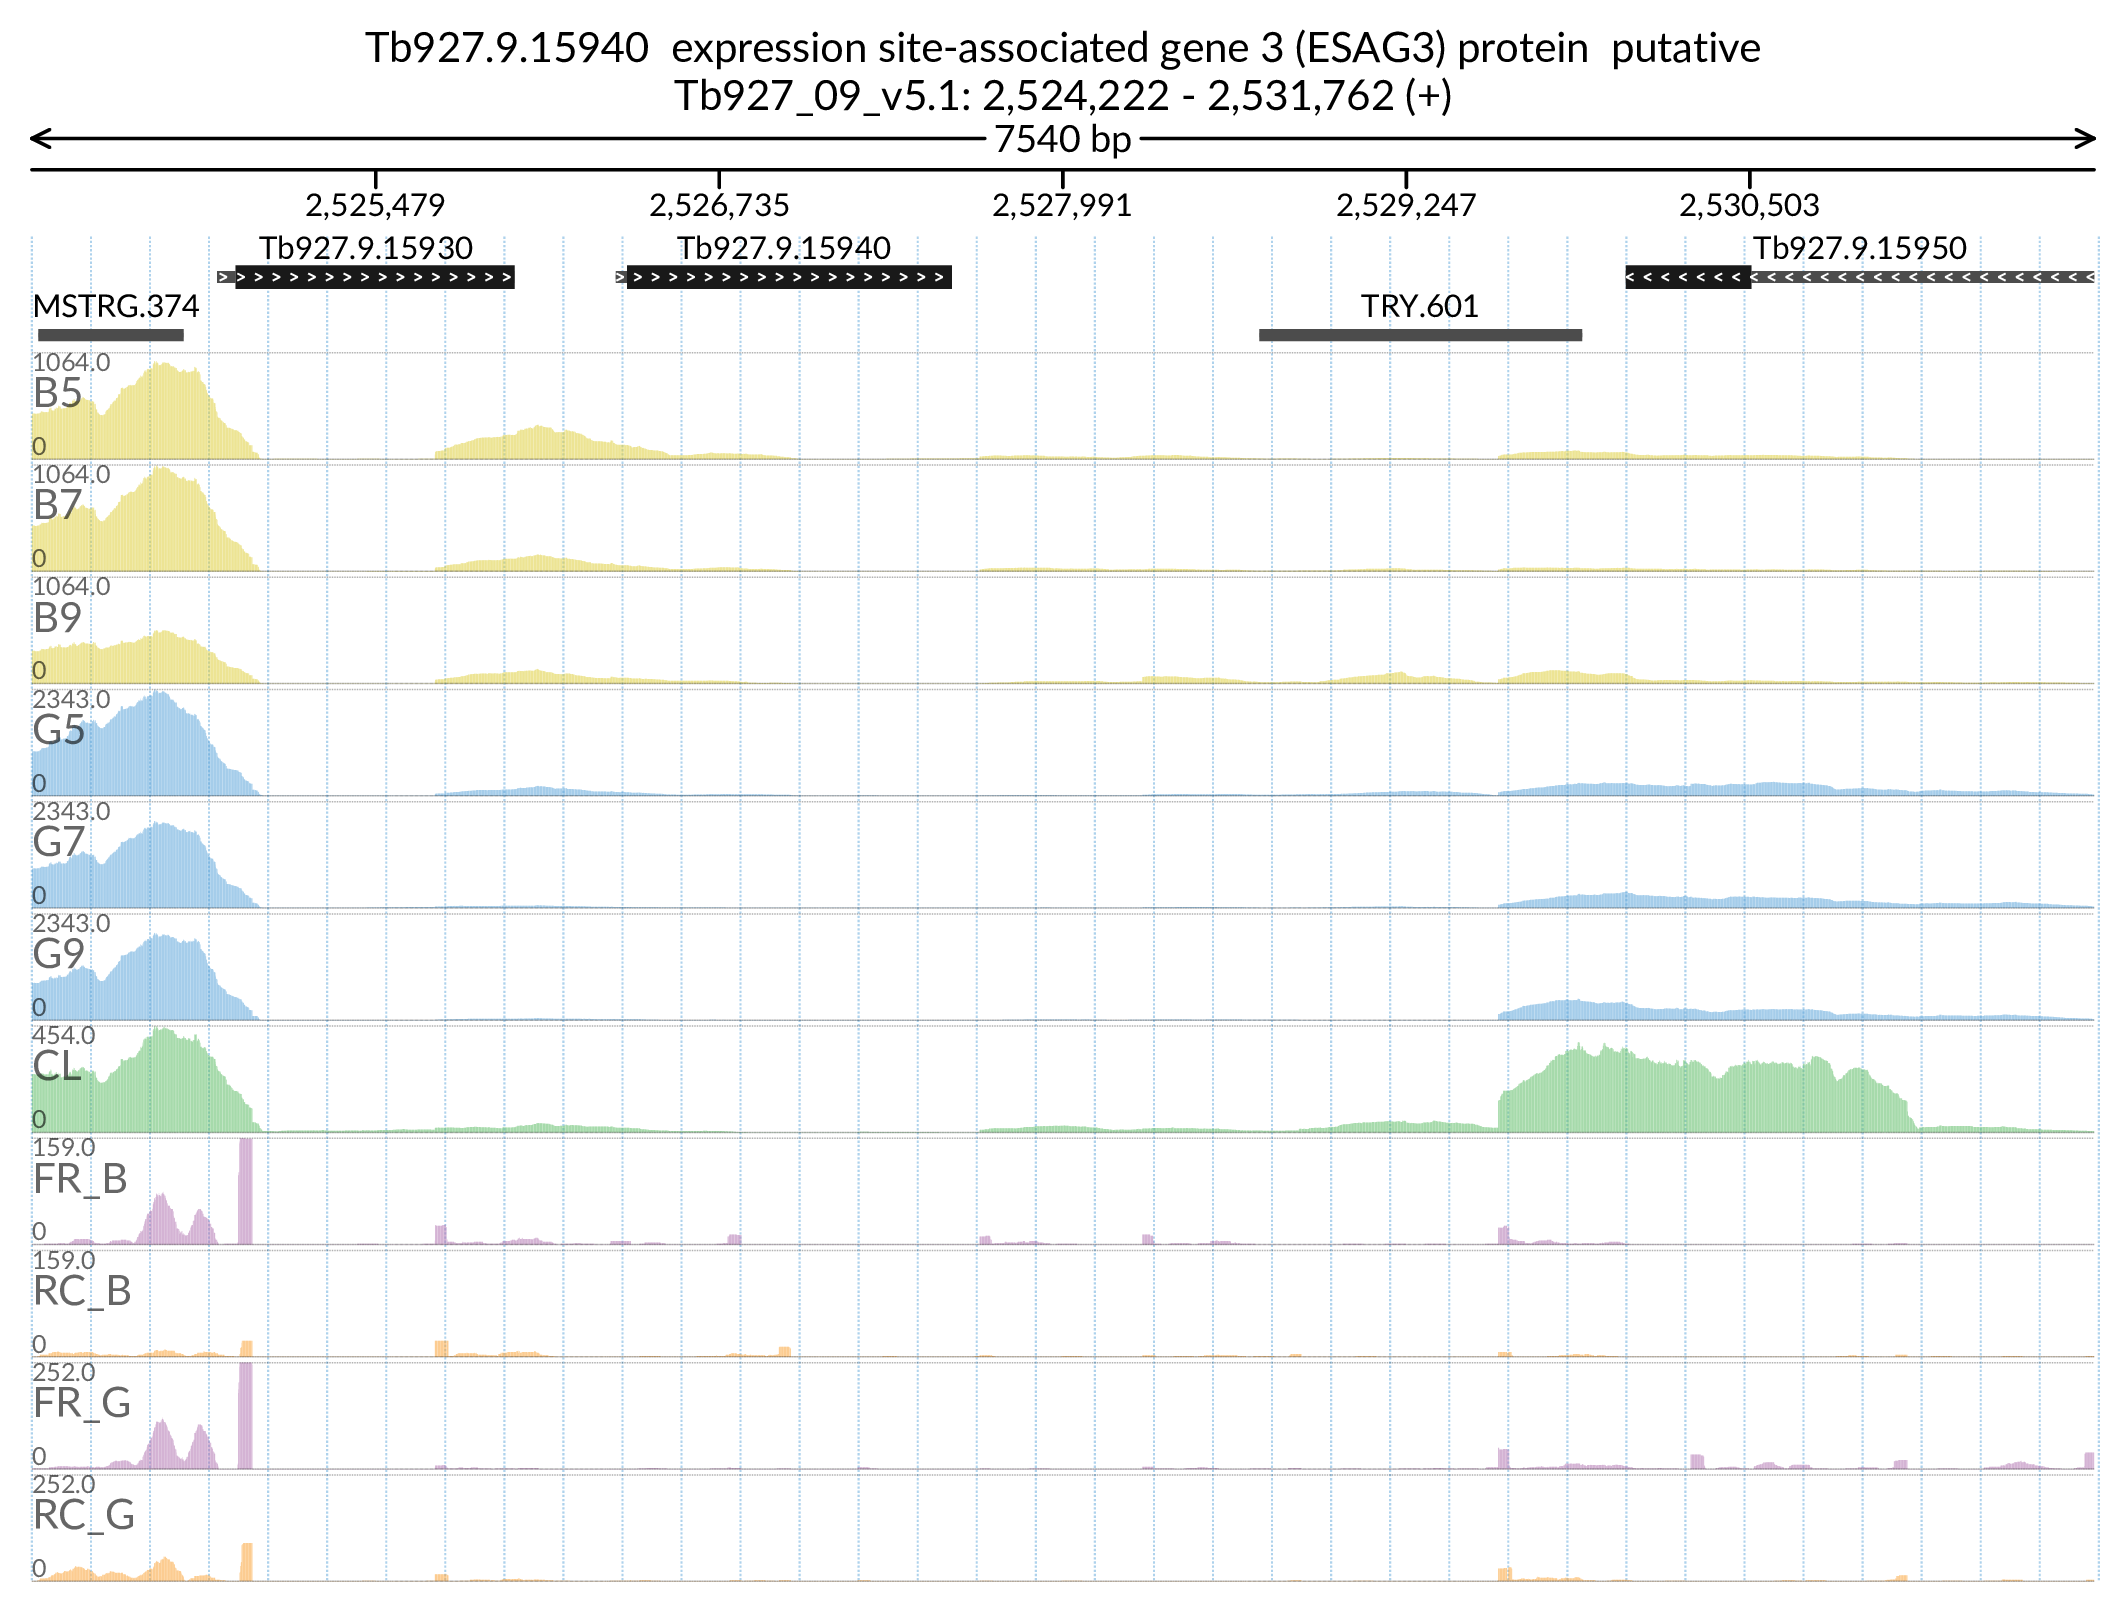 Tb927.9.15940  expression site-associated gene 3 (ESAG3) protein  putative
Tb927_09_v5.1: 2,524,222 - 2,531,762 (+)
7540 bp
2,525,479 2,526,735 2,527,991 2,529,247 2,530,503
Tb927.9.15930 Tb927.9.15940 Tb927.9.15950
MSTRG.374 TRY.601
1064.0
B5
0
1064.0
B7
0
1064.0
B9
0
2343.0
G5
0
2343.0
G7
0
2343.0
G9
0
454.0
CL
0
159.0
FR_B
0
159.0
RC_B
0
252.0
FR_G
0
252.0
RC_G
0